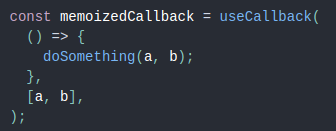 const memoizedCallback = useCallback(
  () => {
    doSomething(a, b);
  },
  [a, b],
);